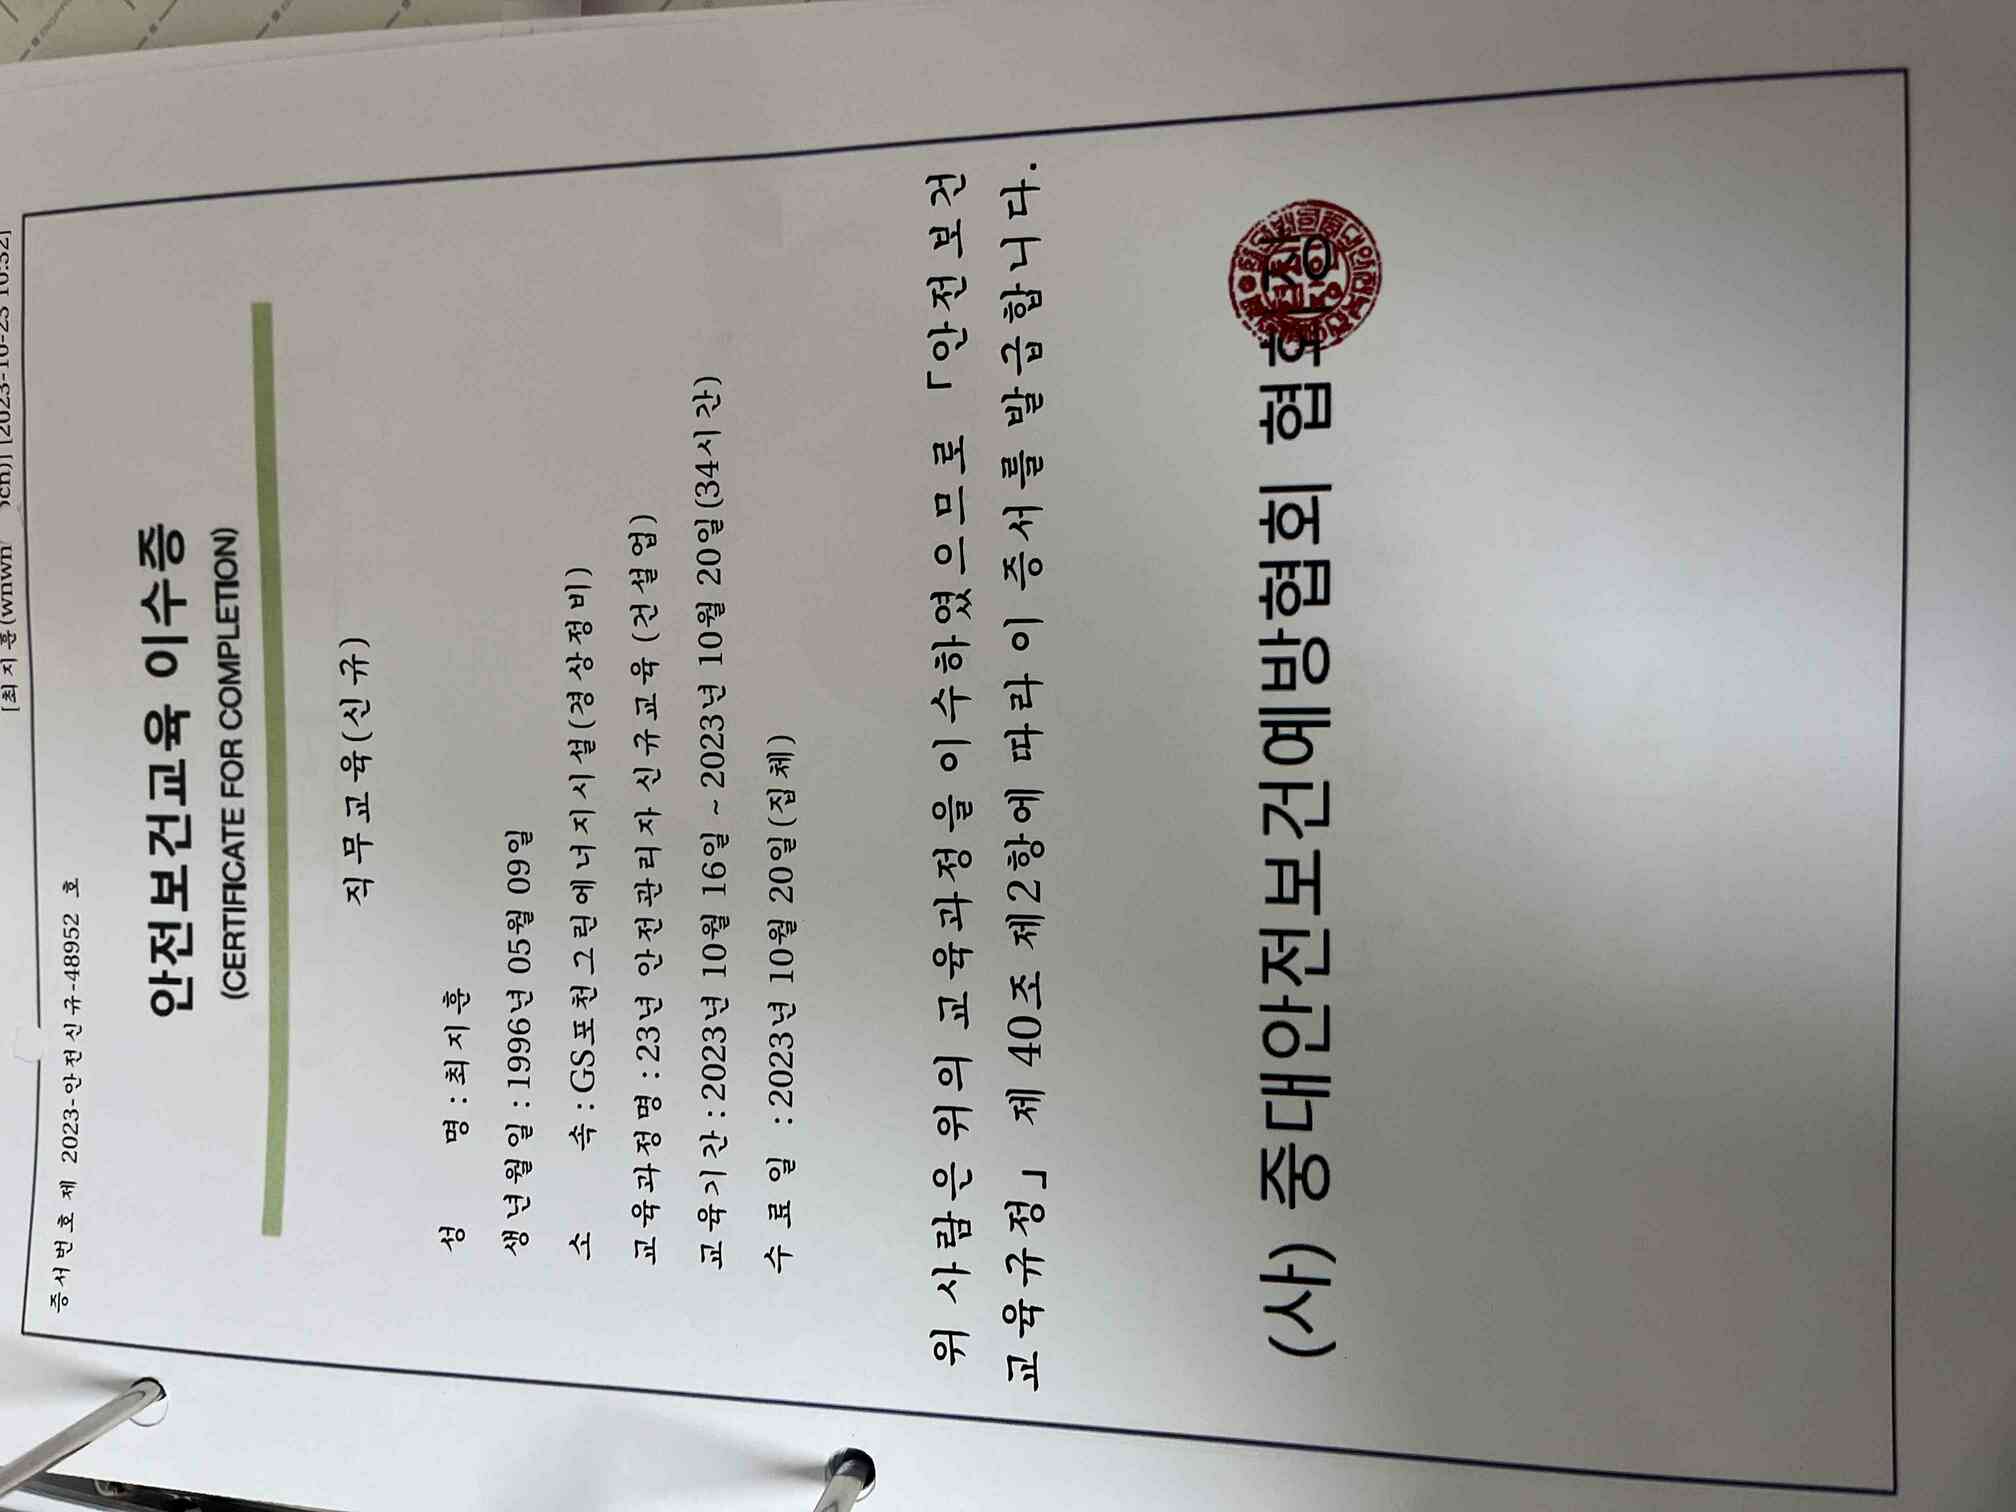 [최지훈(wnwn och)] [2023-10-23 10:32]
증서번호 제 2023-안전신규-48952 호
안전보건교육 이수증
(CERTIFICATE FOR COMPLETION)
직무교육(신규)
성 명 : 최지훈
생년월일 : 1996년 05월 09일
소 속 : GS포천그린에너지시설(경상정비)
교육과정명 : 23년 안전관리자 신규교육 (건설업)
교육기간 : 2023년 10월 16일 ~ 2023년 10월 20일(34시간)
수 료 일 : 2023년 10월 20일(집체)
위 사람은 위의 교육과정을 이수하였으므로 「안전보건
교육규정」 제 40조 제2항에 따라 이 증서를 발급합니다.
(사) 중대안전보건예방협회 협회장